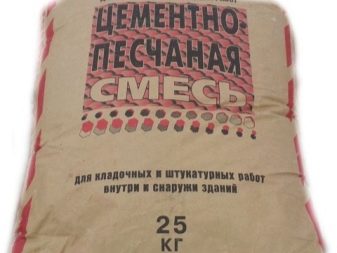 ЦЕМЕНТНО-
ПЕСЧАНАЯ
СМЕСЬ
для кладочных и штукатурных работ
внутри и снаружи зданий
25
КГ